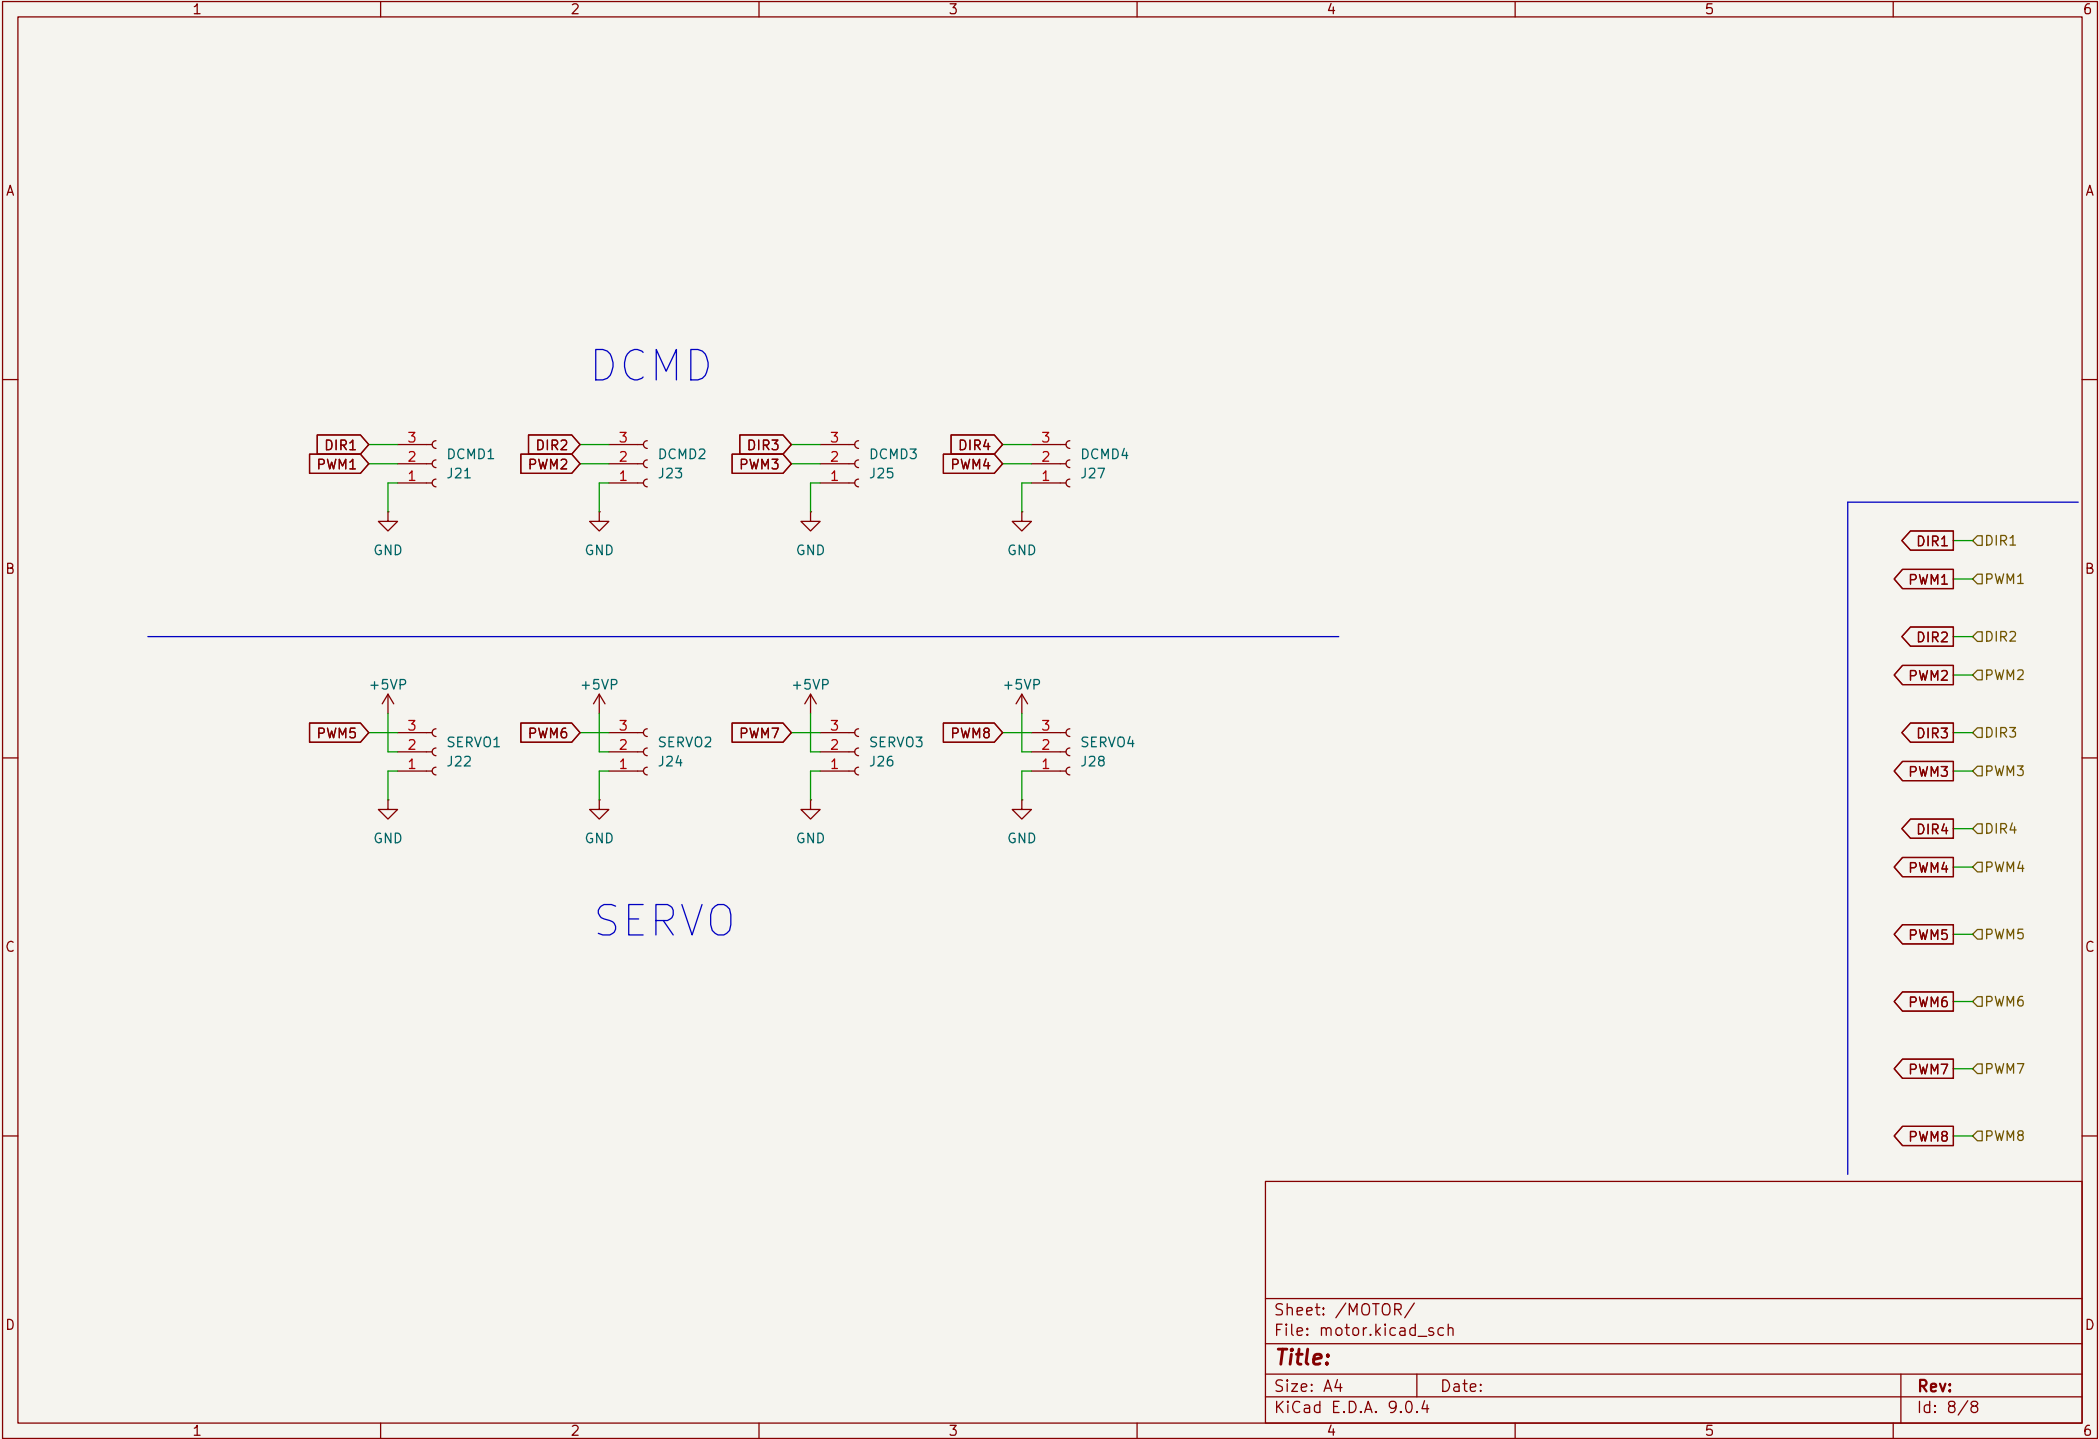 1 2 3 4 5 6
A A
DCMD
DIR1 3 DCMD1 DIR2 3 DCMD2 DIR3 3 DCMD3 DIR4 3 DCMD4
PWM1 2 J21 PWM2 2 J23 PWM3 2 J25 PWM4 2 J27
1 1 1 1
GND GND GND GND
DIR1 DIR1
B B
PWM1 PWM1
DIR2 DIR2
PWM2 PWM2
+5VP +5VP +5VP +5VP
PWM5 3 SERVO1 PWM6 3 SERVO2 PWM7 3 SERVO3 PWM8 3 SERVO4
2 J22 2 J24 2 J26 2 J28
1 1 1 1
DIR3 DIR3
PWM3 PWM3
GND GND GND GND
DIR4 DIR4
PWM4 PWM4
SERVO
PWM5 PWM5
C C
PWM6 PWM6
PWM7 PWM7
PWM8 PWM8
Sheet: /MOTOR/
D D
File: motor.kicad_sch
Title:
Size: A4 Date: Rev:
KiCad E.D.A. 9.0.4 Id: 8/8
1 2 3 4 5 6